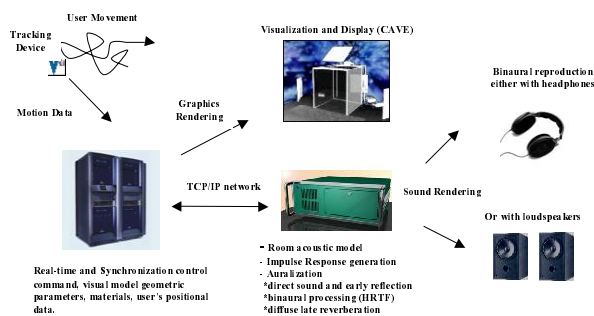 User Movement
Tracking
Device
Visualization and Display (CAVE)
Binaural reproduction
either with headphones
Motion Data
Graphics
Rendering
TCP/IP network
Sound Rendering
Or with loudspeakers
Real-time and Synchronization control
command, visual model geometric
parameters, materials, user's positional
data.
- Room acoustic model
- Impulse Response generation
- Auralization
*direct sound and early reflection
*binaural processing (HRTF)
*diffuse late reverberation